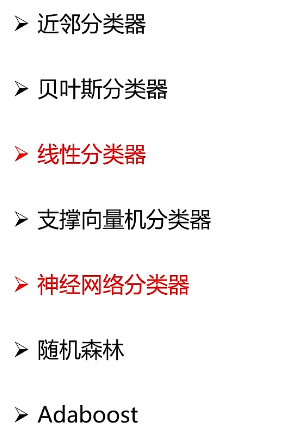 ➢ 近邻分类器
➢ 贝叶斯分类器
➢ 线性分类器
➢ 支撑向量机分类器
➢ 神经网络分类器
➢ 随机森林
➢ Adaboost